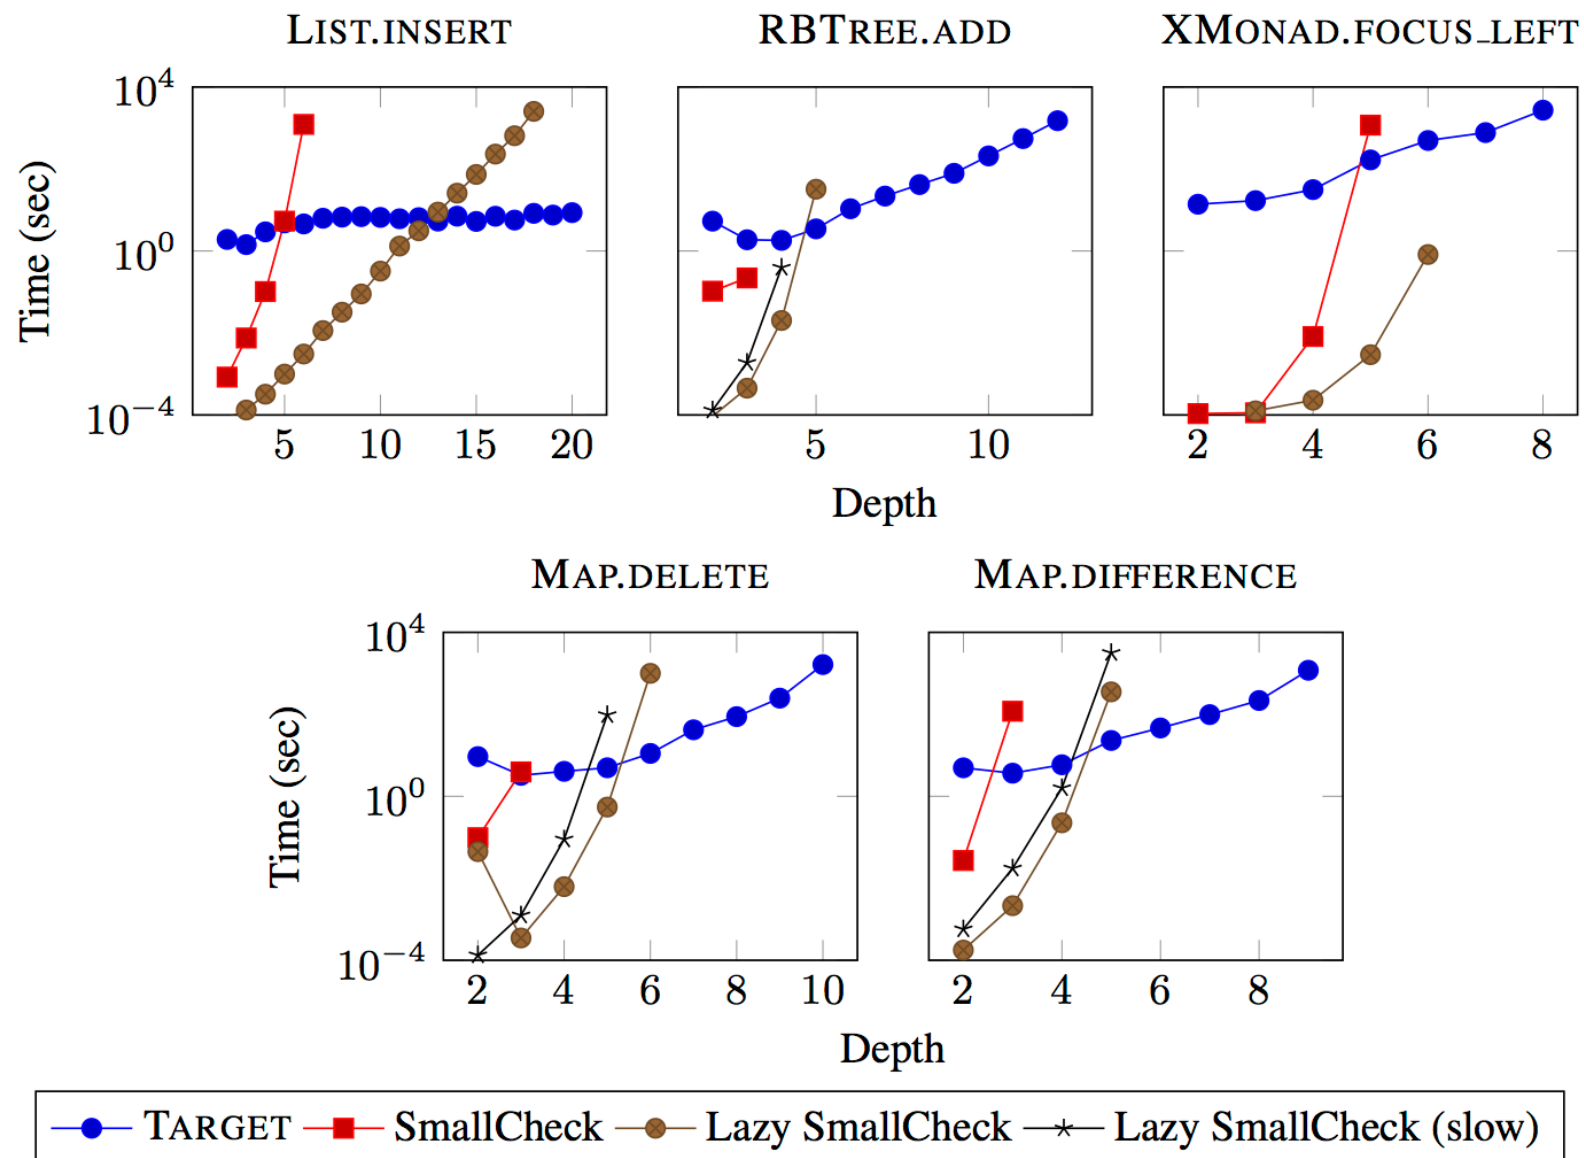 LIST.INSERT RBTREE.ADD XMONAD.FOCUS_LEFT
Time (sec)
10^4
10^0
10^−4
5 10 15 20
5 10
2 4 6 8
Depth
MAP.DELETE MAP.DIFFERENCE
Time (sec)
10^4
10^0
10^−4
2 4 6 8 10
2 4 6 8
Depth
TARGET SmallCheck Lazy SmallCheck Lazy SmallCheck (slow)